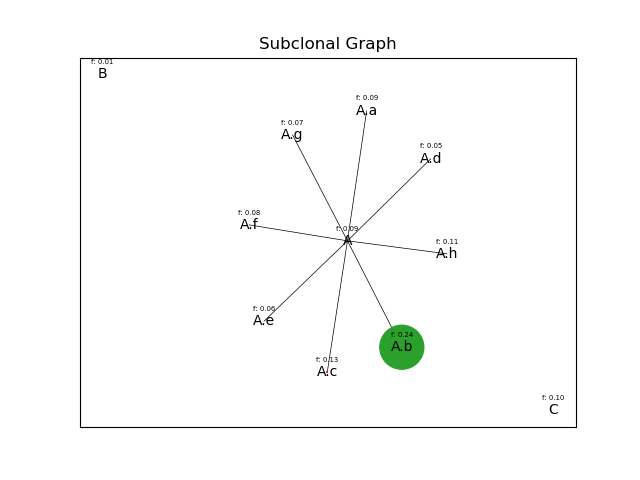 Subclonal Graph
f: 0.01
B
f: 0.09
A.a
f: 0.07
A.g
f: 0.05
A.d
f: 0.08
A.f
f: 0.09
A
f: 0.11
A.h
f: 0.06
A.e
f: 0.24
A.b
f: 0.13
A.c
f: 0.10
C